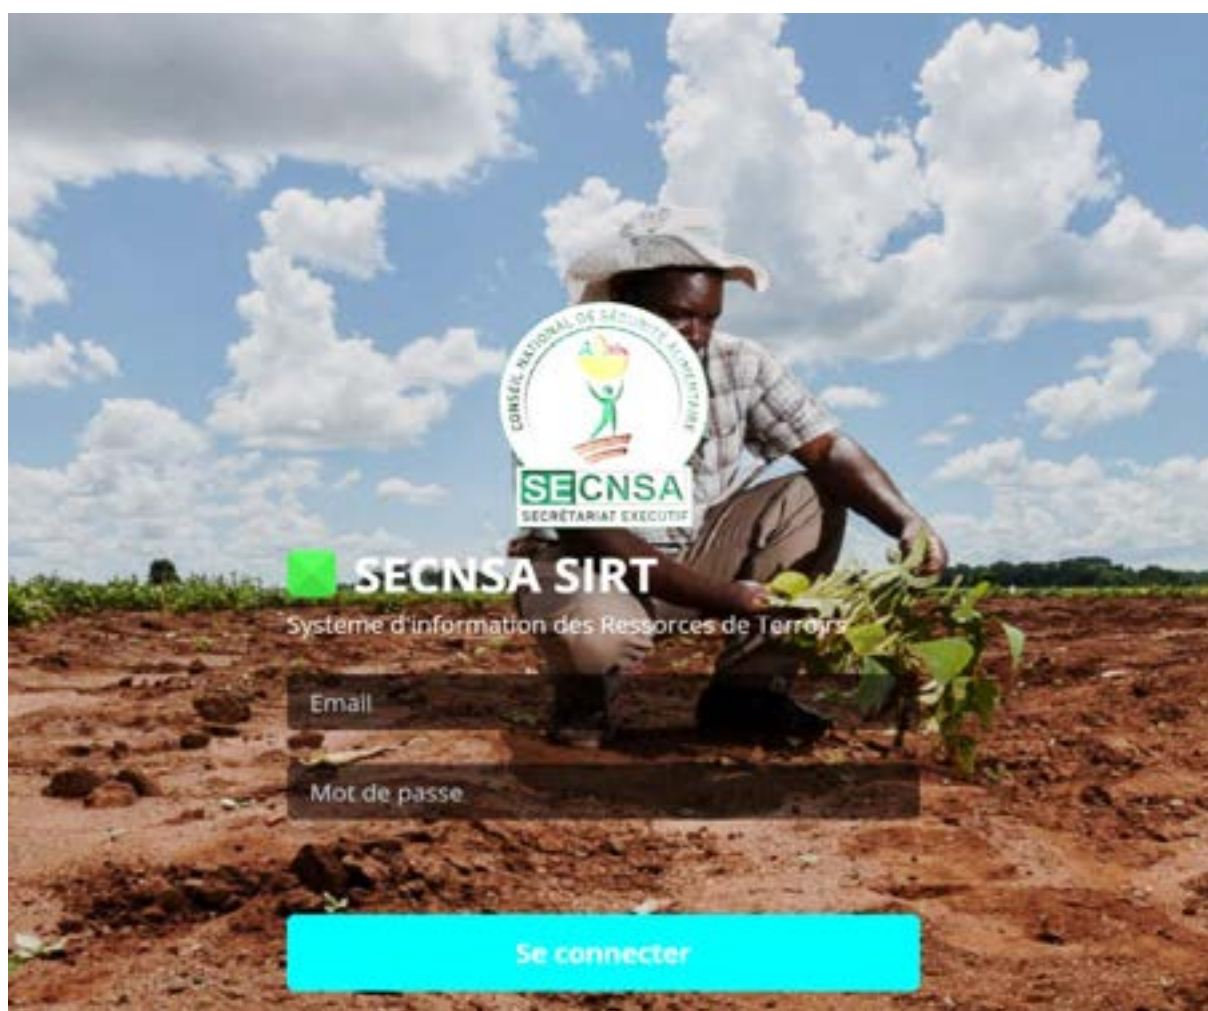 CONSEIL NATIONAL DE SÉCURITÉ ALIMENTAIRE
SECNSA
SECRÉTARIAT EXECUTIF
SECNSA SIRT
Système d'information des Ressorces de Terroirs
Email
Mot de passe
Se connecter